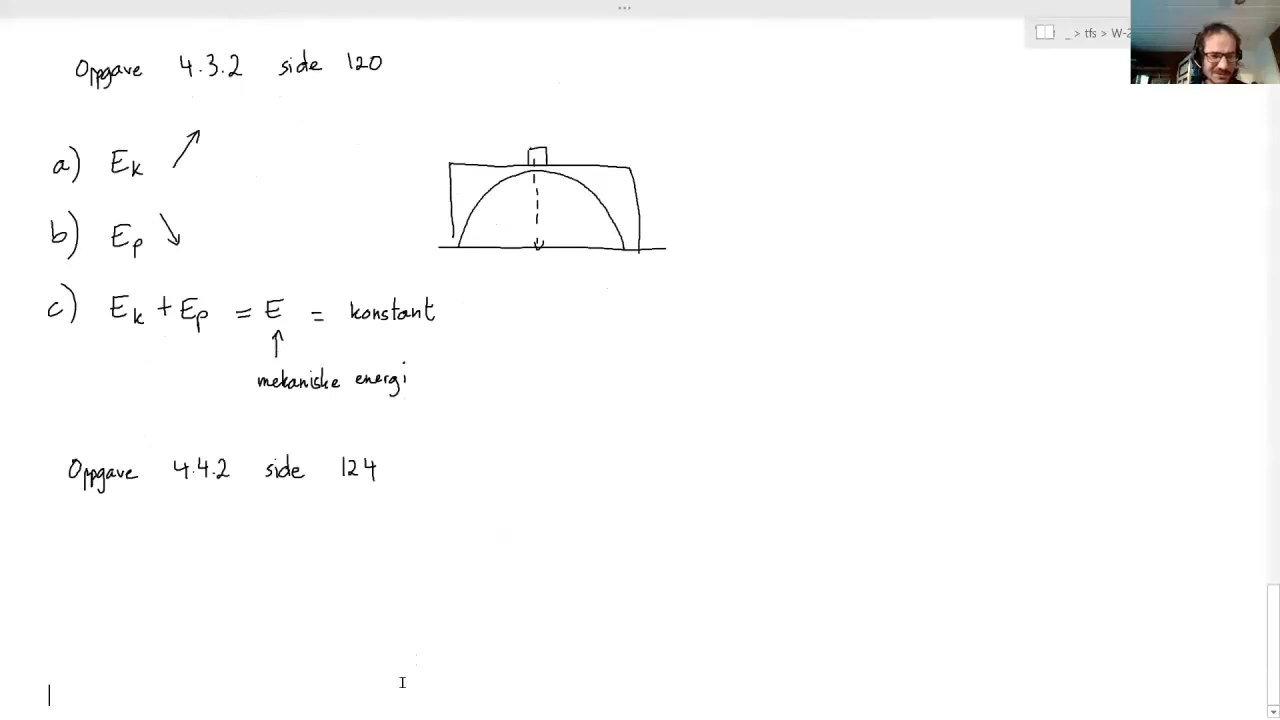 _ > tfs > W-2
Oppgave 4.3.2 side 120
a) Ek ↗
b) Ep ↘
c) Ek + Ep = E = konstant
↑
mekaniske energi
Oppgave 4.4.2 side 124